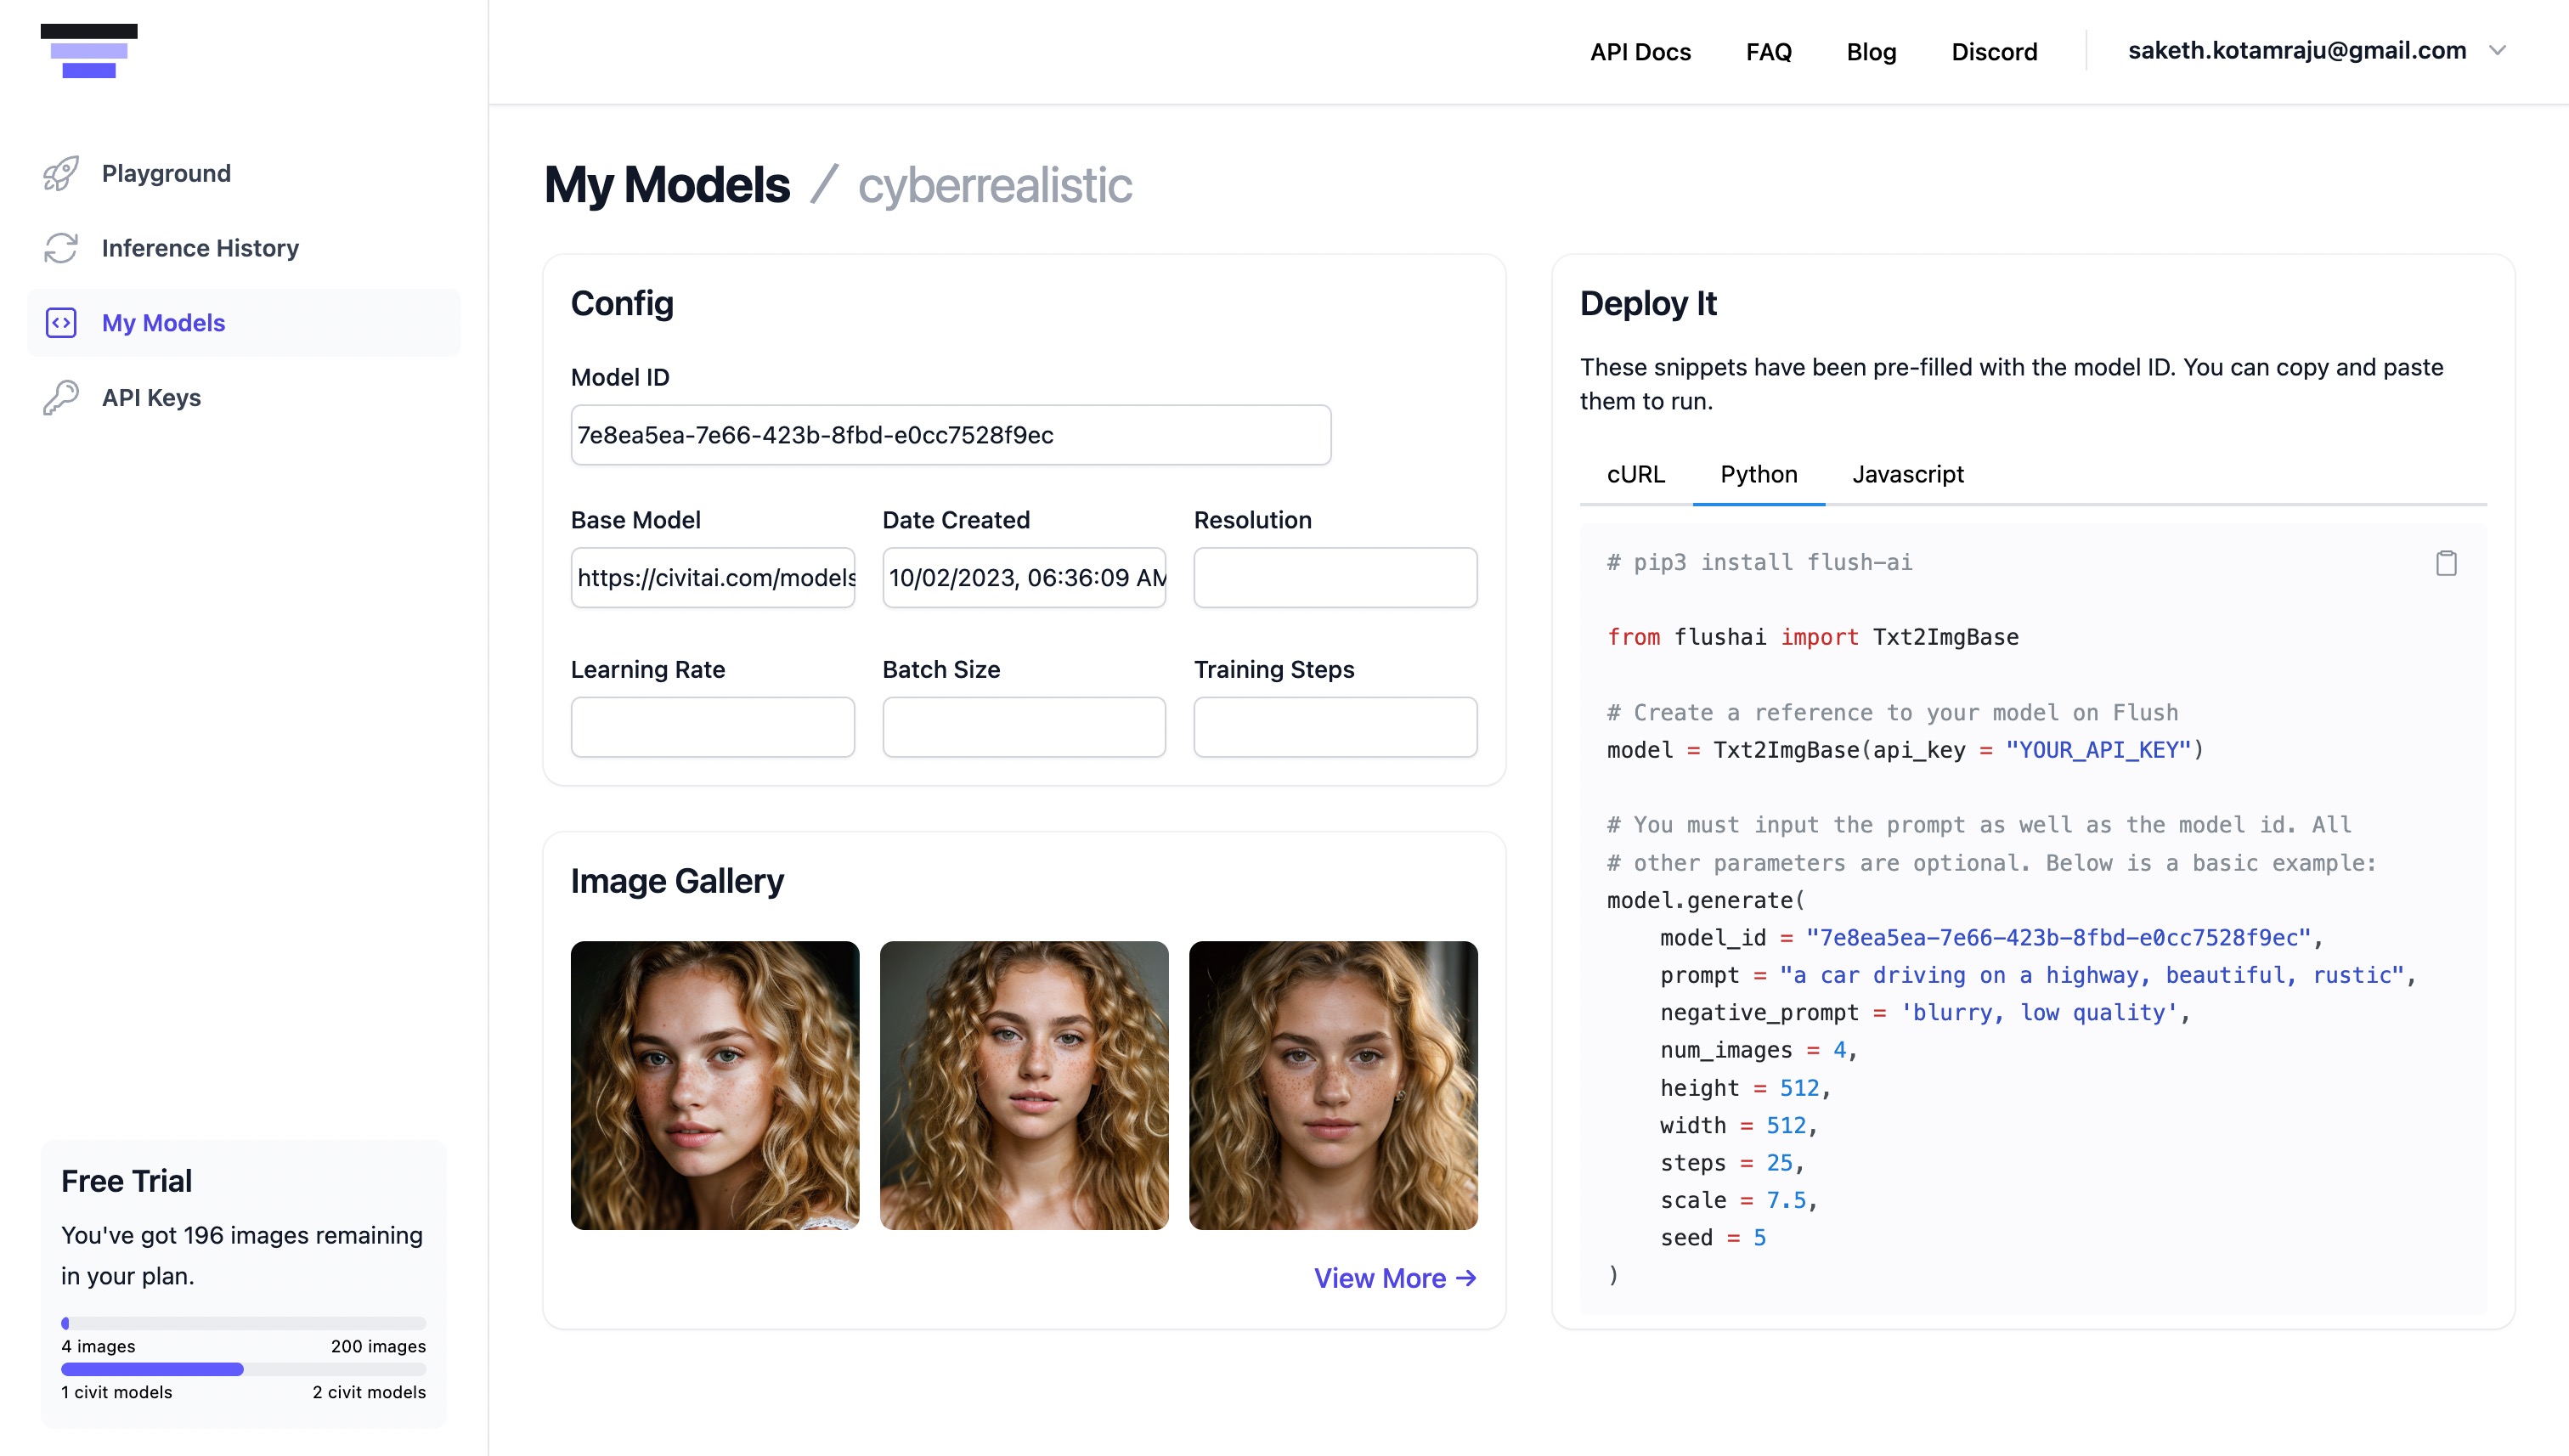 API Docs
FAQ
Blog
Discord
saketh.kotamraju@gmail.com
Playground
Inference History
My Models
API Keys
Free Trial
You've got 196 images remaining
in your plan.
4 images
200 images
1 civit models
2 civit models
My Models / cyberrealistic
Config
Model ID
7e8ea5ea-7e66-423b-8fbd-e0cc7528f9ec
Base Model
Date Created
Resolution
https://civitai.com/models
10/02/2023, 06:36:09 AM
Learning Rate
Batch Size
Training Steps
Image Gallery
View More →
Deploy It
These snippets have been pre-filled with the model ID. You can copy and paste
them to run.
cURL
Python
Javascript
# pip3 install flush-ai
from flushai import Txt2ImgBase
# Create a reference to your model on Flush
model = Txt2ImgBase(api_key = "YOUR_API_KEY")
# You must input the prompt as well as the model id. All
# other parameters are optional. Below is a basic example:
model.generate(
    model_id = "7e8ea5ea-7e66-423b-8fbd-e0cc7528f9ec",
    prompt = "a car driving on a highway, beautiful, rustic",
    negative_prompt = 'blurry, low quality',
    num_images = 4,
    height = 512,
    width = 512,
    steps = 25,
    scale = 7.5,
    seed = 5
)